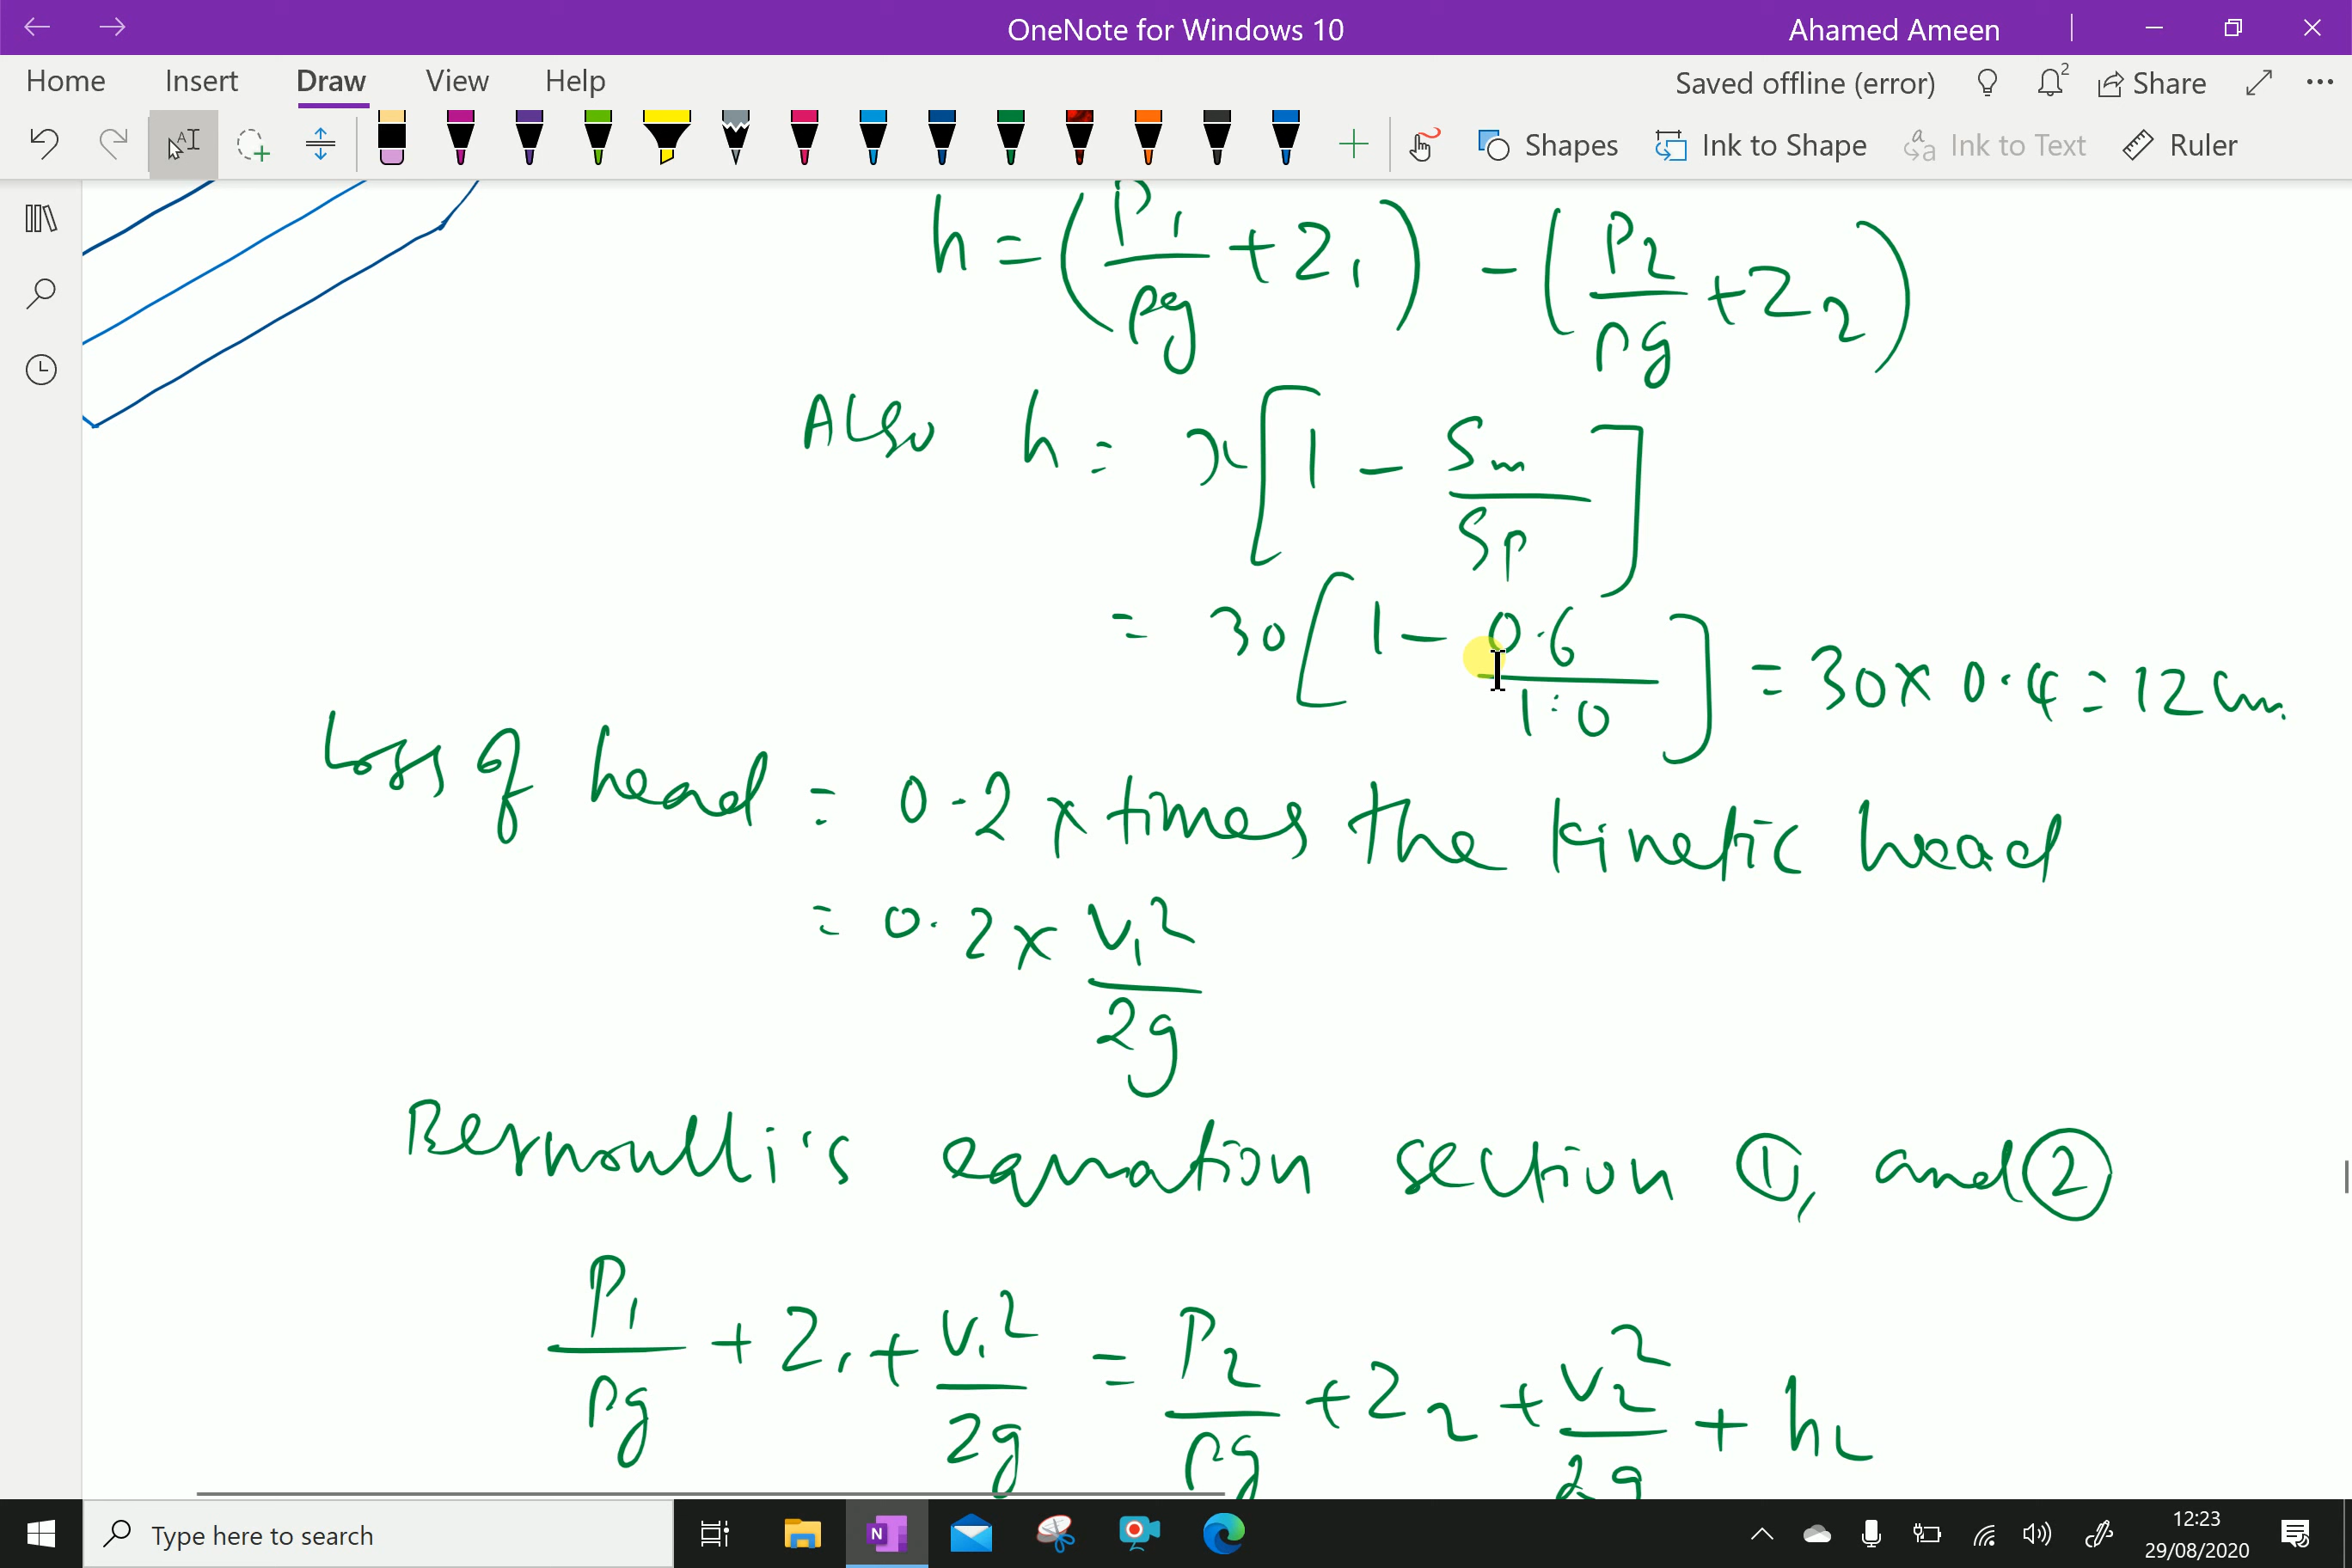 OneNote for Windows 10
Ahamed Ameen
Home Insert Draw View Help
Saved offline (error) 2 Share
Shapes Ink to Shape Ink to Text Ruler
h = (P1/ρg + Z1) - (P2/ρg + Z2)
Also h = x[1 - Sm/Sp]
= 30[1 - 0.6/1.0] = 30 x 0.4 = 12 cm.
Loss of head = 0.2 x times the kinetic head
= 0.2 x V1²/2g
Bernoulli's equation section ①, and ②
P1/ρg + Z1 + V1²/2g = P2/ρg + Z2 + V2²/2g + hL
Type here to search
12:23
29/08/2020